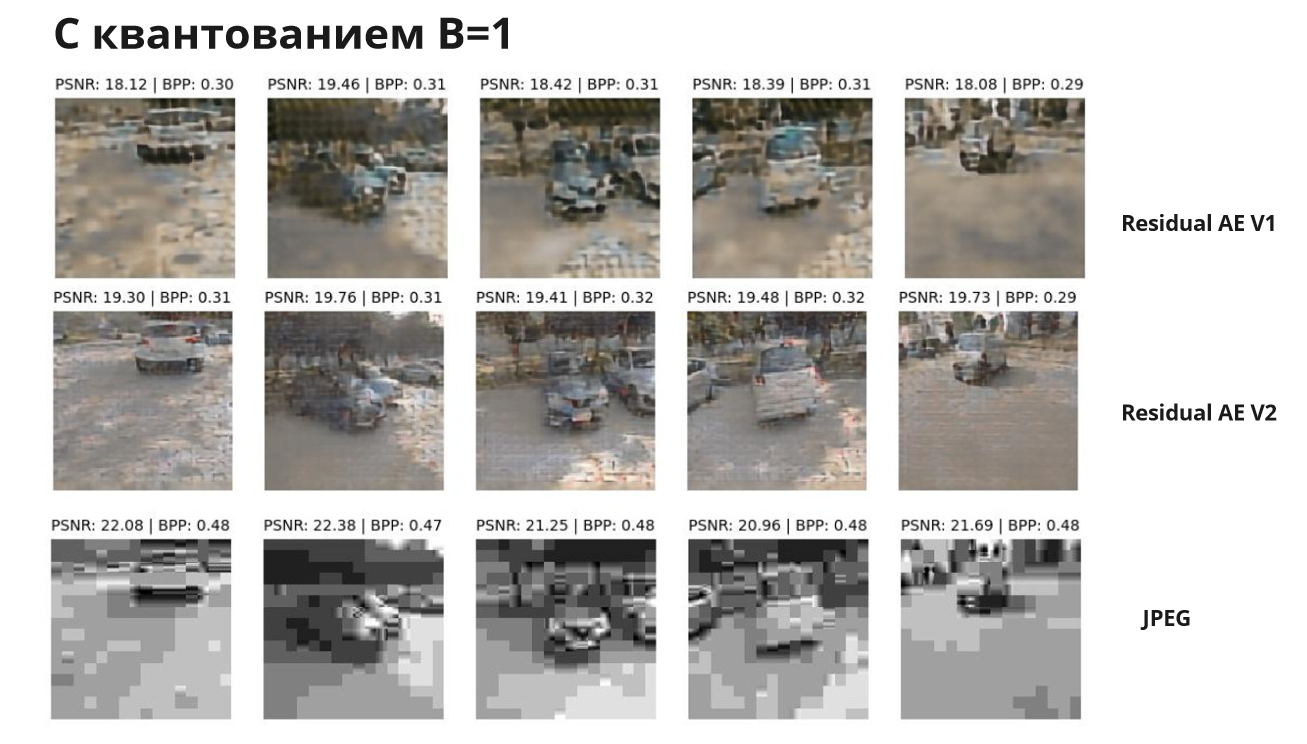 С квантованием B=1
PSNR: 18.12 | BPP: 0.30 PSNR: 19.46 | BPP: 0.31 PSNR: 18.42 | BPP: 0.31 PSNR: 18.39 | BPP: 0.31 PSNR: 18.08 | BPP: 0.29
Residual AE V1
PSNR: 19.30 | BPP: 0.31 PSNR: 19.76 | BPP: 0.31 PSNR: 19.41 | BPP: 0.32 PSNR: 19.48 | BPP: 0.32 PSNR: 19.73 | BPP: 0.29
Residual AE V2
PSNR: 22.08 | BPP: 0.48 PSNR: 22.38 | BPP: 0.47 PSNR: 21.25 | BPP: 0.48 PSNR: 20.96 | BPP: 0.48 PSNR: 21.69 | BPP: 0.48
JPEG